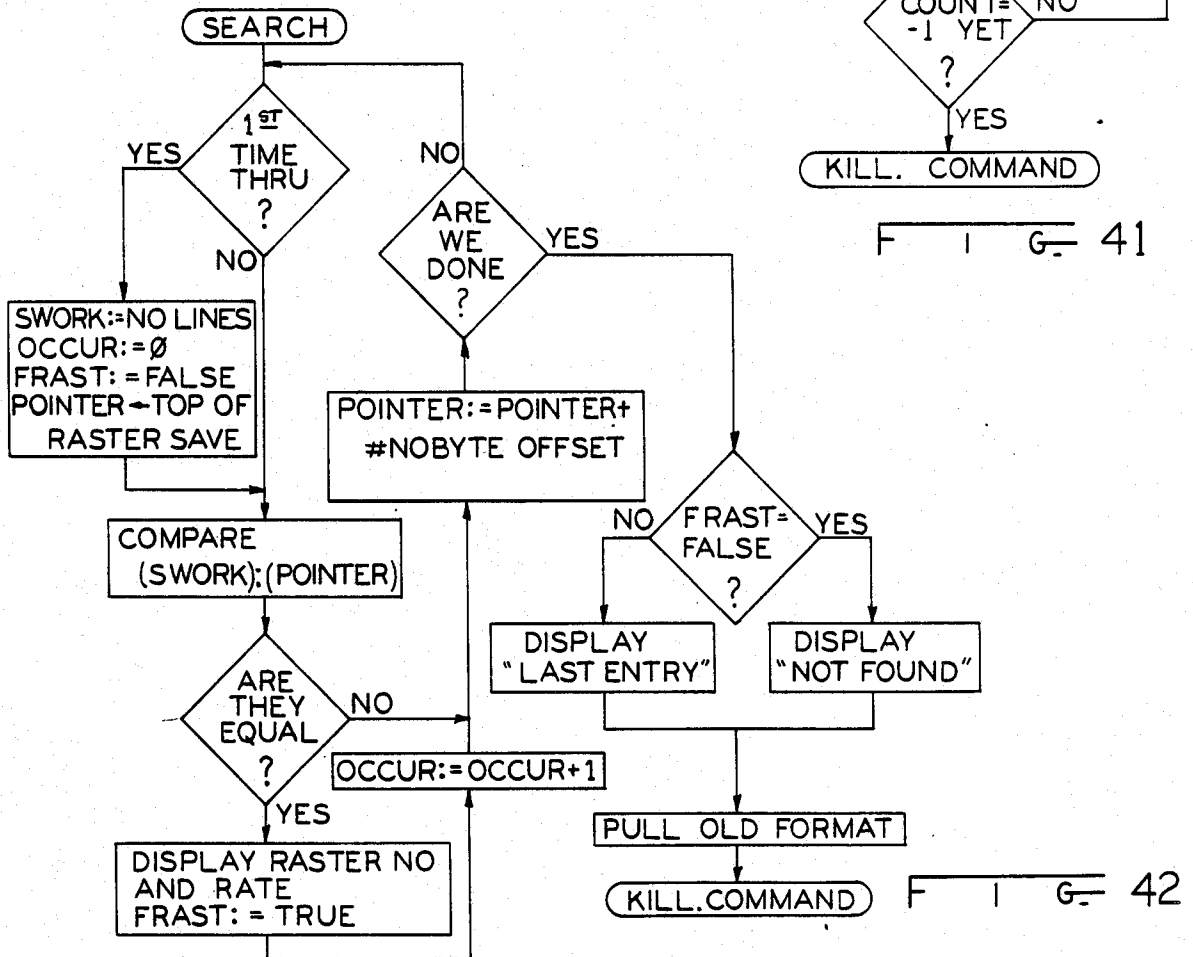 SEARCH
1ST
TIME
THRU
?
YES
NO
SWORK:=NO LINES
OCCUR:=Ø
FRAST:=FALSE
POINTER←TOP OF
RASTER SAVE
COMPARE
(SWORK):(POINTER)
ARE
THEY
EQUAL
?
NO
YES
DISPLAY RASTER NO
AND RATE
FRAST:=TRUE
OCCUR:=OCCUR+1
POINTER:=POINTER+
#NOBYTE OFFSET
NO
ARE
WE
DONE
?
YES
FRAST=
FALSE
?
NO
YES
DISPLAY
"LAST ENTRY"
DISPLAY
"NOT FOUND"
PULL OLD FORMAT
KILL.COMMAND
FIG. 42
COUNT=
-1 YET
?
NO
YES
KILL. COMMAND
FIG. 41